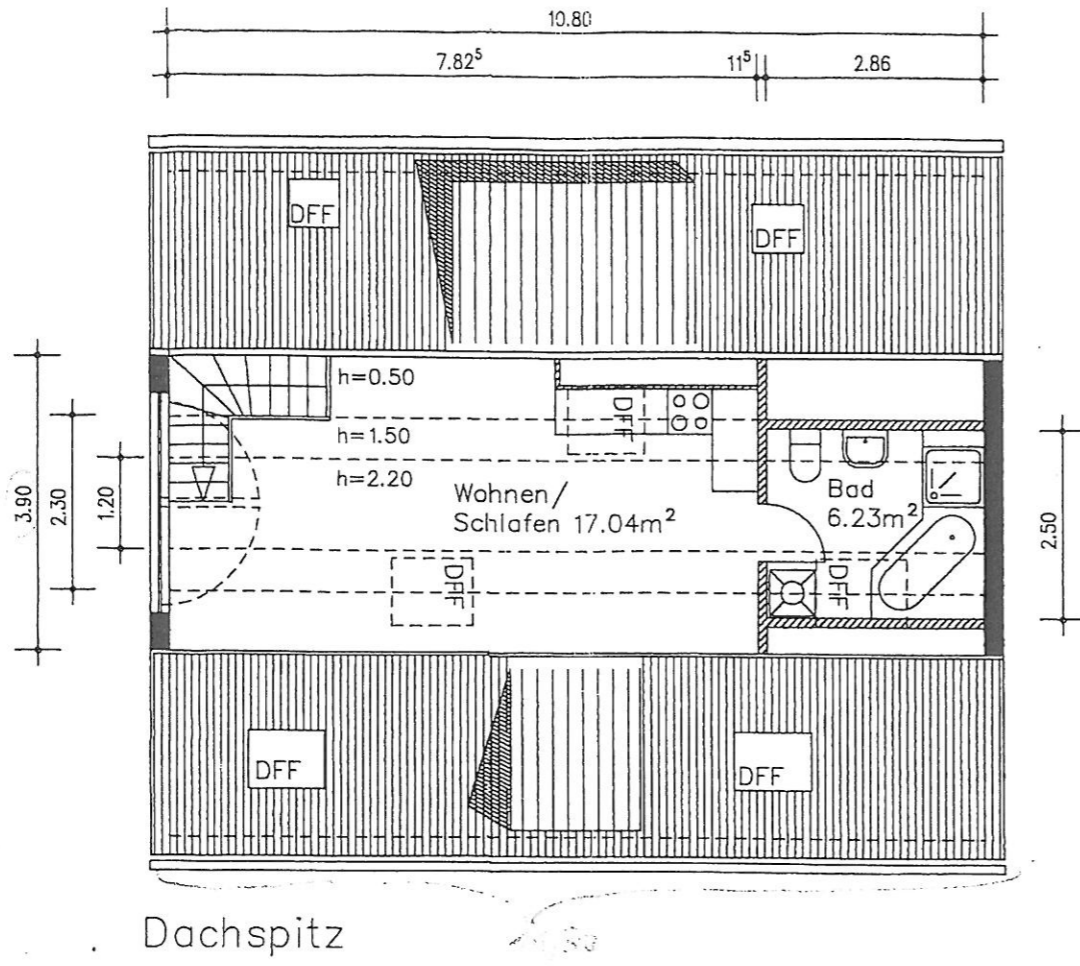 10.80
7.82⁵ 11⁵ 2.86
DFF
DFF
h=0.50
h=1.50
h=2.20
DFF
Wohnen/
Schlafen 17.04m²
Bad
6.23m²
3.90
2.30
1.20
2.50
DFF
DFF
DFF
DFF
Dachspitz